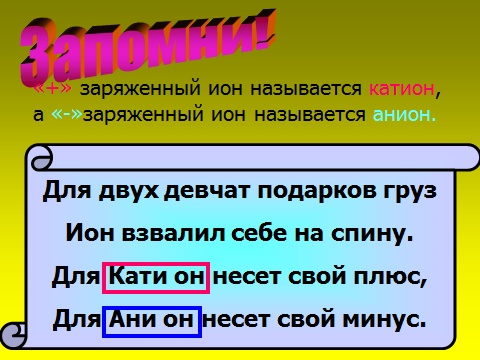 Запомни!
«+» заряженный ион называется катион,
а «-»заряженный ион называется анион.
Для двух девчат подарков груз
Ион взвалил себе на спину.
Для Кати он несет свой плюс,
Для Ани он несет свой минус.